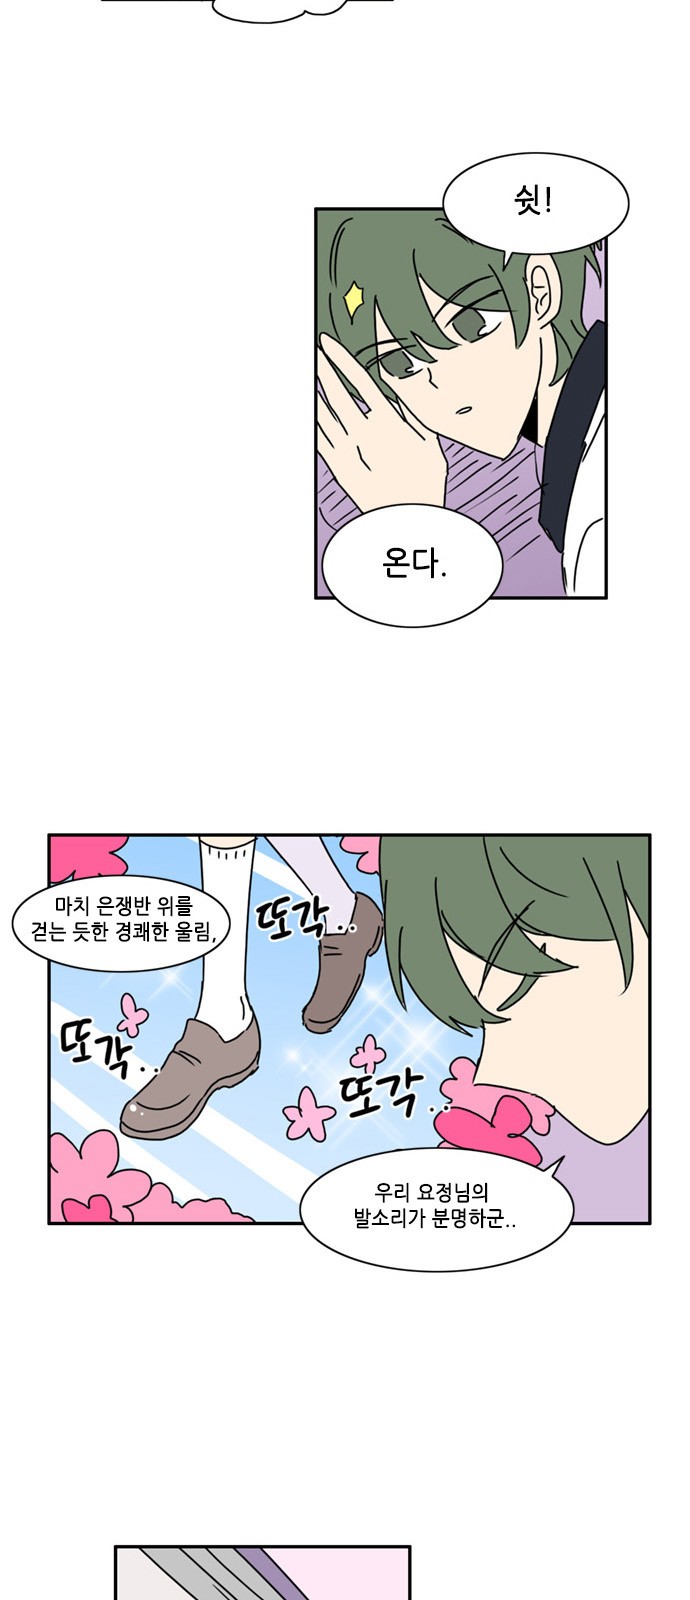 쉿!
온다.
마치 은쟁반 위를
걷는 듯한 경쾌한 울림,
또각..
또각..
또각..
우리 요정님의
발소리가 분명하군..